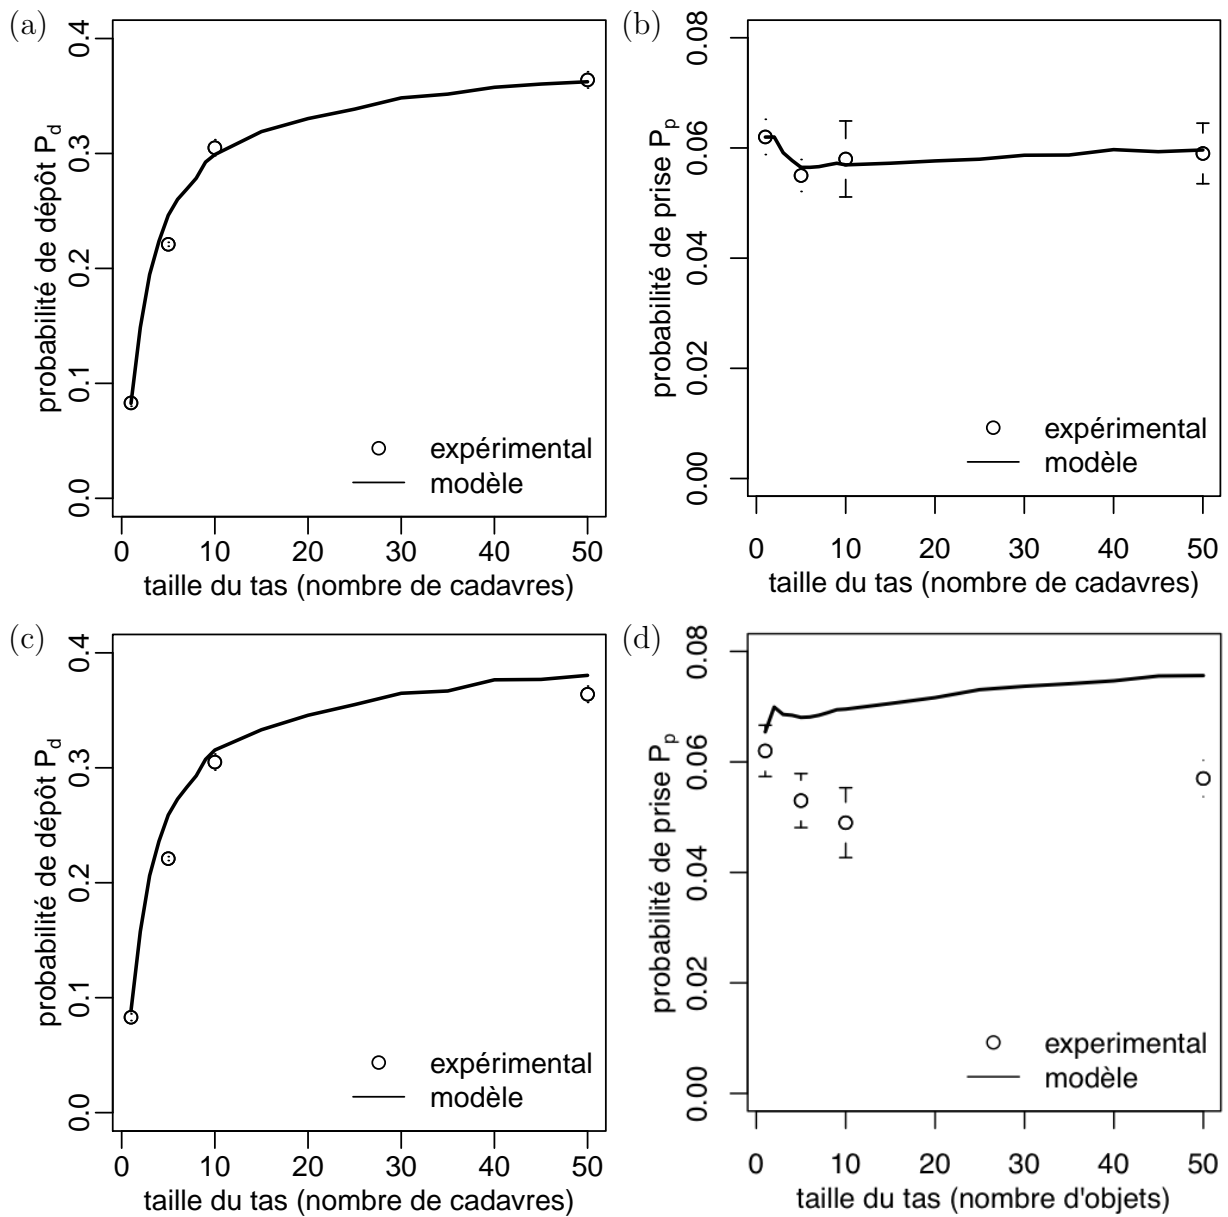 (a)
probabilité de dépôt P_d
0.0 0.1 0.2 0.3 0.4
expérimental
modèle
0 10 20 30 40 50
taille du tas (nombre de cadavres)
(b)
probabilité de prise P_p
0.00 0.02 0.04 0.06 0.08
expérimental
modèle
0 10 20 30 40 50
taille du tas (nombre de cadavres)
(c)
probabilité de dépôt P_d
0.0 0.1 0.2 0.3 0.4
expérimental
modèle
0 10 20 30 40 50
taille du tas (nombre de cadavres)
(d)
probabilité de prise P_p
0.00 0.02 0.04 0.06 0.08
experimental
modèle
0 10 20 30 40 50
taille du tas (nombre d'objets)